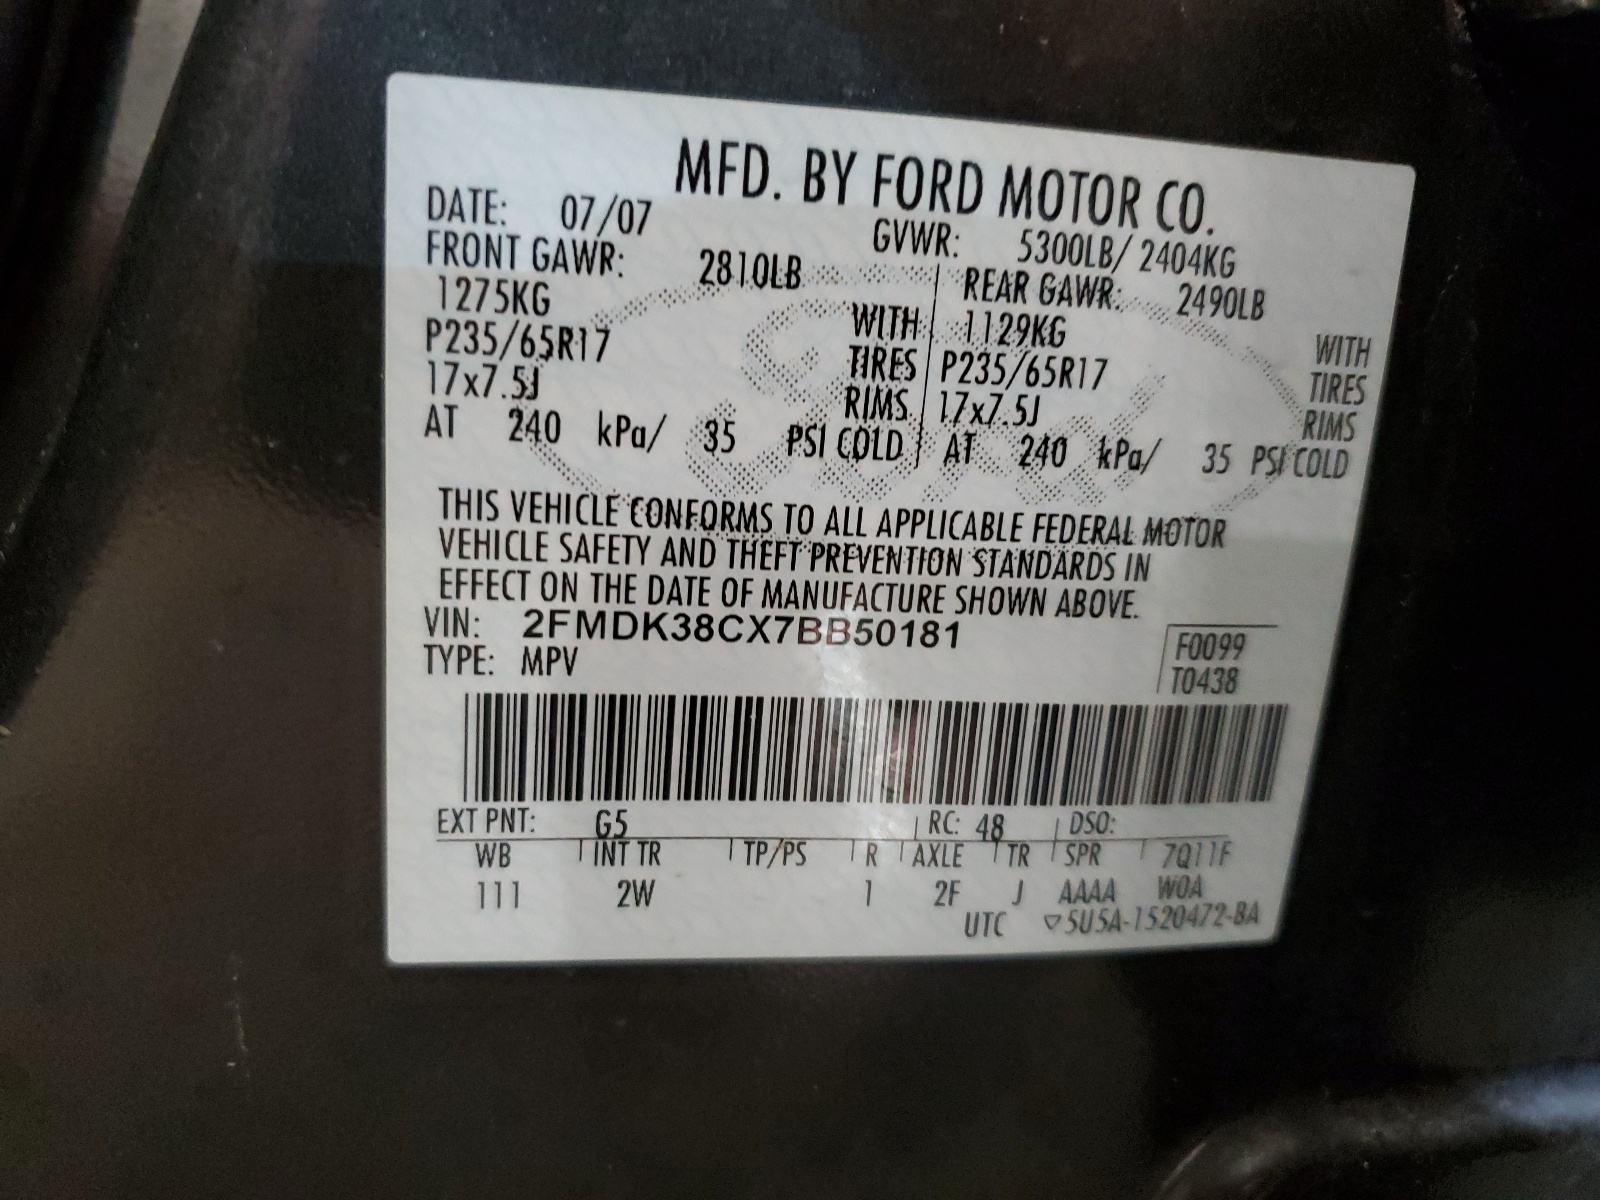 MFD. BY FORD MOTOR CO.
DATE: 07/07 GVWR: 5300LB/ 2404KG
FRONT GAWR: 2810LB REAR GAWR: 2490LB
1275KG WITH 1129KG WITH
P235/65R17 TIRES P235/65R17 TIRES
17x7.5J RIMS 17x7.5J RIMS
AT 240 kPa/ 35 PSI COLD AT 240 kPa/ 35 PSI COLD
THIS VEHICLE CONFORMS TO ALL APPLICABLE FEDERAL MOTOR
VEHICLE SAFETY AND THEFT PREVENTION STANDARDS IN
EFFECT ON THE DATE OF MANUFACTURE SHOWN ABOVE.
VIN: 2FMDK38CX7BB50181 F0099
TYPE: MPV T0438
EXT PNT: G5 RC: 48 DSO:
WB INT TR TP/PS R AXLE TR SPR 7Q11F
111 2W 1 2F J AAAA WOA
UTC ▽5U5A-1520472-BA
Ford